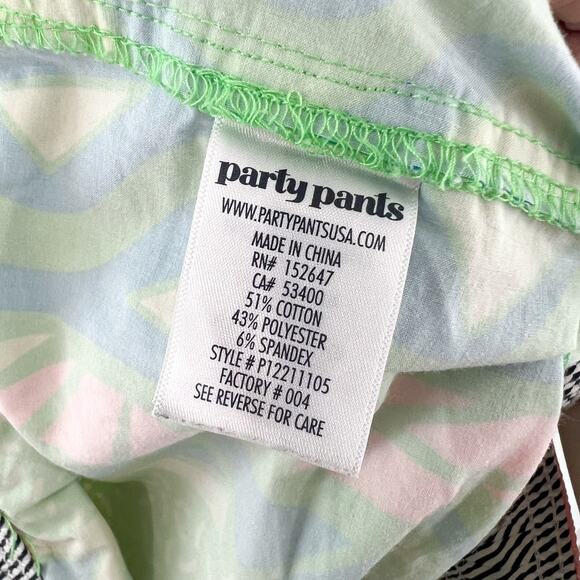 party pants
WWW.PARTYPANTSUSA.COM
MADE IN CHINA
RN# 152647
CA# 53400
51% COTTON
43% POLYESTER
6% SPANDEX
STYLE # P12211105
FACTORY # 004
SEE REVERSE FOR CARE